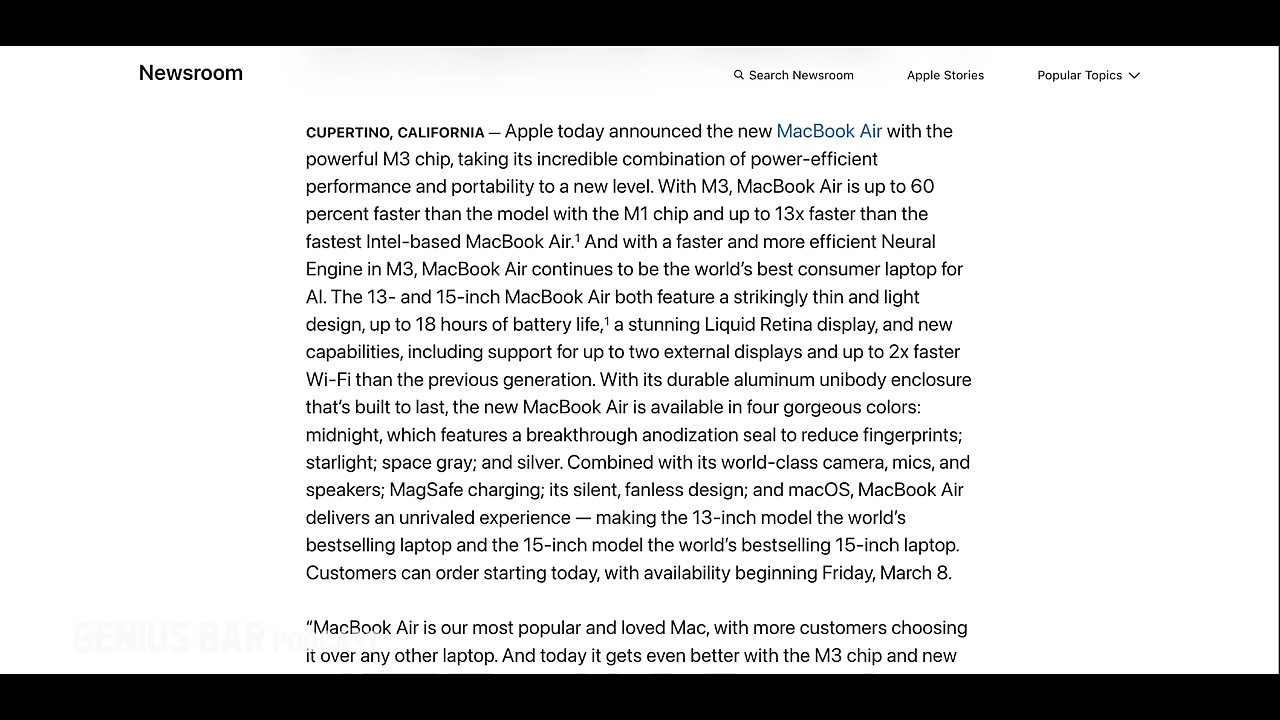 Newsroom
Search Newsroom
Apple Stories
Popular Topics
CUPERTINO, CALIFORNIA — Apple today announced the new MacBook Air with the
powerful M3 chip, taking its incredible combination of power-efficient
performance and portability to a new level. With M3, MacBook Air is up to 60
percent faster than the model with the M1 chip and up to 13x faster than the
fastest Intel-based MacBook Air.¹ And with a faster and more efficient Neural
Engine in M3, MacBook Air continues to be the world’s best consumer laptop for
AI. The 13- and 15-inch MacBook Air both feature a strikingly thin and light
design, up to 18 hours of battery life,¹ a stunning Liquid Retina display, and new
capabilities, including support for up to two external displays and up to 2x faster
Wi-Fi than the previous generation. With its durable aluminum unibody enclosure
that’s built to last, the new MacBook Air is available in four gorgeous colors:
midnight, which features a breakthrough anodization seal to reduce fingerprints;
starlight; space gray; and silver. Combined with its world-class camera, mics, and
speakers; MagSafe charging; its silent, fanless design; and macOS, MacBook Air
delivers an unrivaled experience — making the 13-inch model the world’s
bestselling laptop and the 15-inch model the world’s bestselling 15-inch laptop.
Customers can order starting today, with availability beginning Friday, March 8.
“MacBook Air is our most popular and loved Mac, with more customers choosing
it over any other laptop. And today it gets even better with the M3 chip and new
GENIUS BAR PODCAST